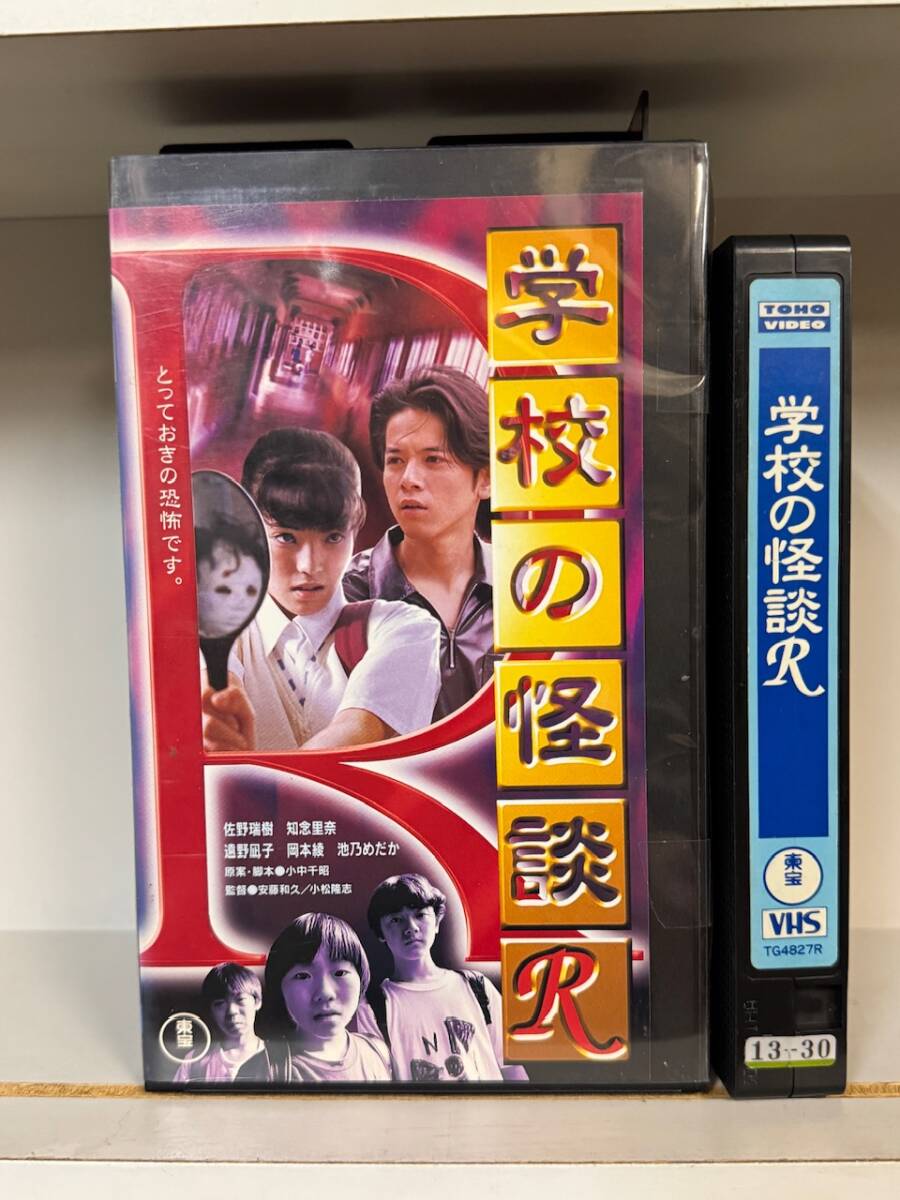 学校の怪談R
とっておきの恐怖です。
佐野瑞樹 知念里奈
遠野凪子 岡本綾 池乃めだか
原案・脚本●小中千昭
監督●安藤和久/小松隆志
東宝
TOHO
VIDEO
学校の怪談R
東宝
VHS
TG4827R
13-30